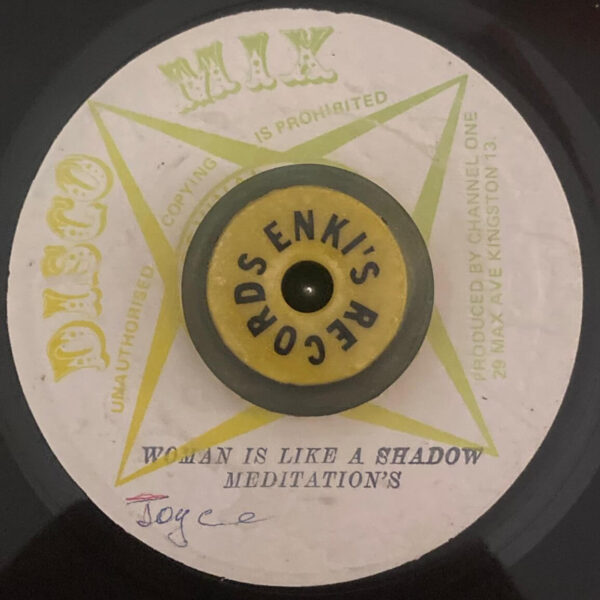 DISCO MIX
UNAUTHORISED COPYING IS PROHIBITED
PRODUCED BY CHANNEL ONE
29 MAX AVE KINGSTON 13.
ENKI'S RECORDS
WOMAN IS LIKE A SHADOW
MEDITATION'S
Joyce